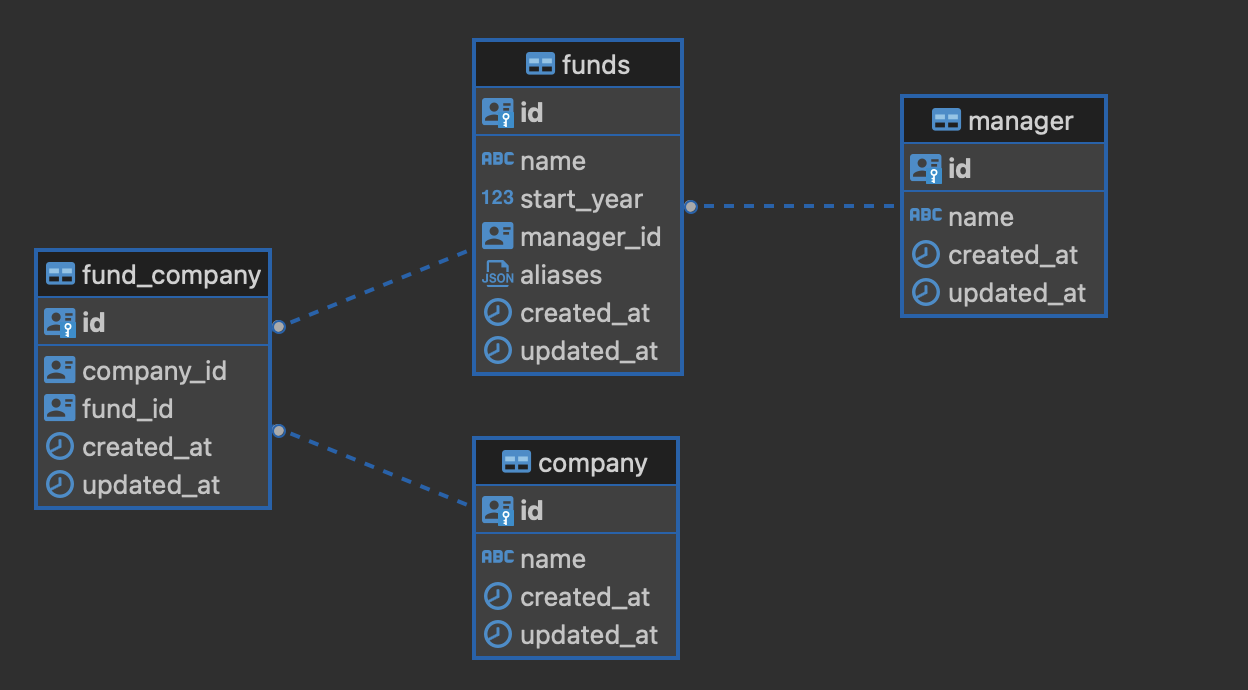 funds
id
ABC name
123 start_year
manager_id
JSON aliases
created_at
updated_at
manager
id
ABC name
created_at
updated_at
fund_company
id
company_id
fund_id
created_at
updated_at
company
id
ABC name
created_at
updated_at